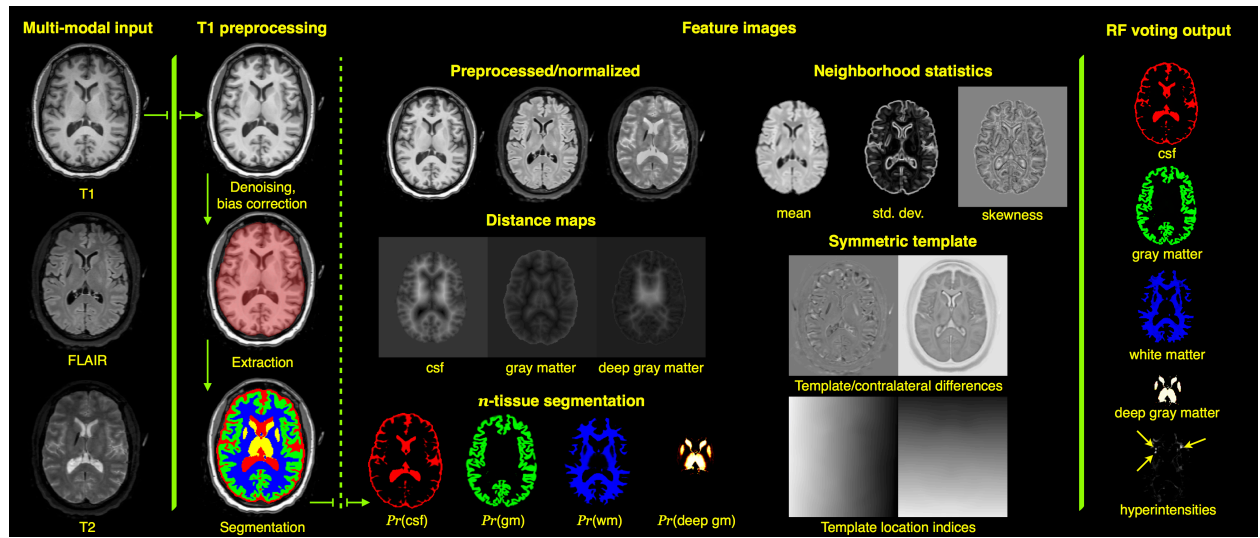 Multi-modal input
T1
FLAIR
T2
T1 preprocessing
Denoising,
bias correction
Extraction
Segmentation
Feature images
Preprocessed/normalized
Distance maps
csf
gray matter
deep gray matter
n-tissue segmentation
Pr(csf)
Pr(gm)
Pr(wm)
Pr(deep gm)
Neighborhood statistics
mean
std. dev.
skewness
Symmetric template
Template/contralateral differences
Template location indices
RF voting output
csf
gray matter
white matter
deep gray matter
hyperintensities